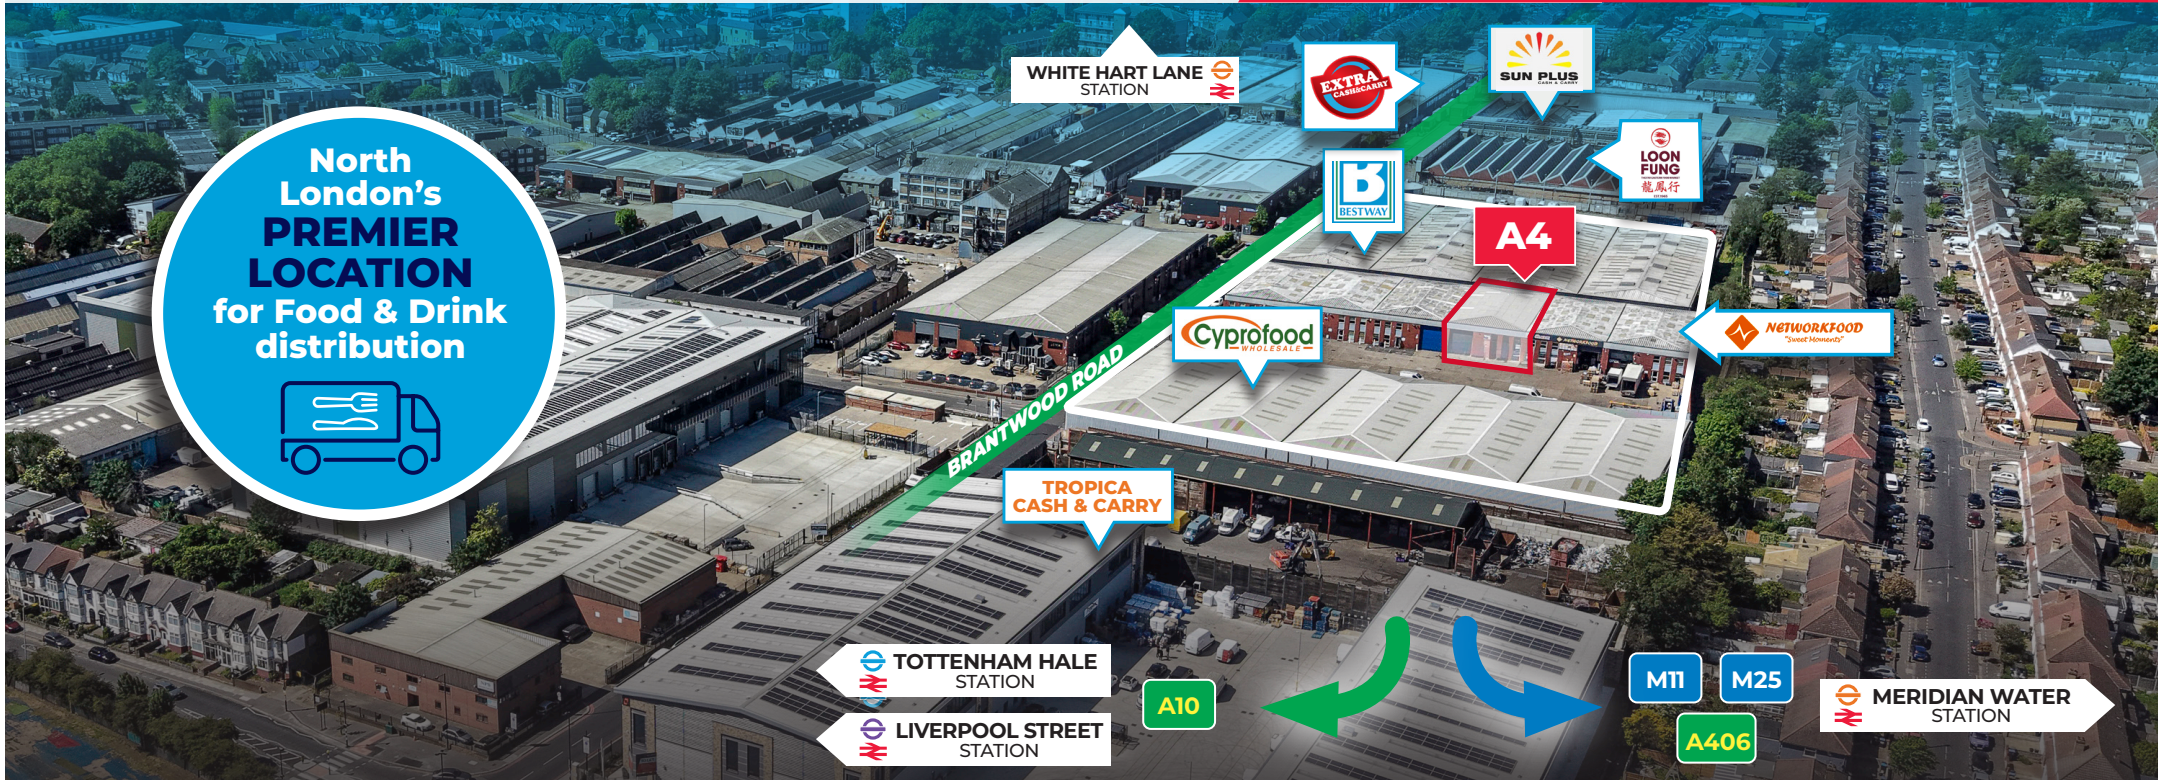 North
London's
PREMIER
LOCATION
for Food & Drink
distribution
WHITE HART LANE
STATION
EXTRA
CASH&CARRY
SUN PLUS
CASH & CARRY
LOON
FUNG
龍鳳行
B
BESTWAY
A4
Cyprofood
WHOLESALE
NETWORKFOOD
"Sweet Moments"
BRANTWOOD ROAD
TROPICA
CASH & CARRY
TOTTENHAM HALE
STATION
LIVERPOOL STREET
STATION
A10
M11
M25
A406
MERIDIAN WATER
STATION